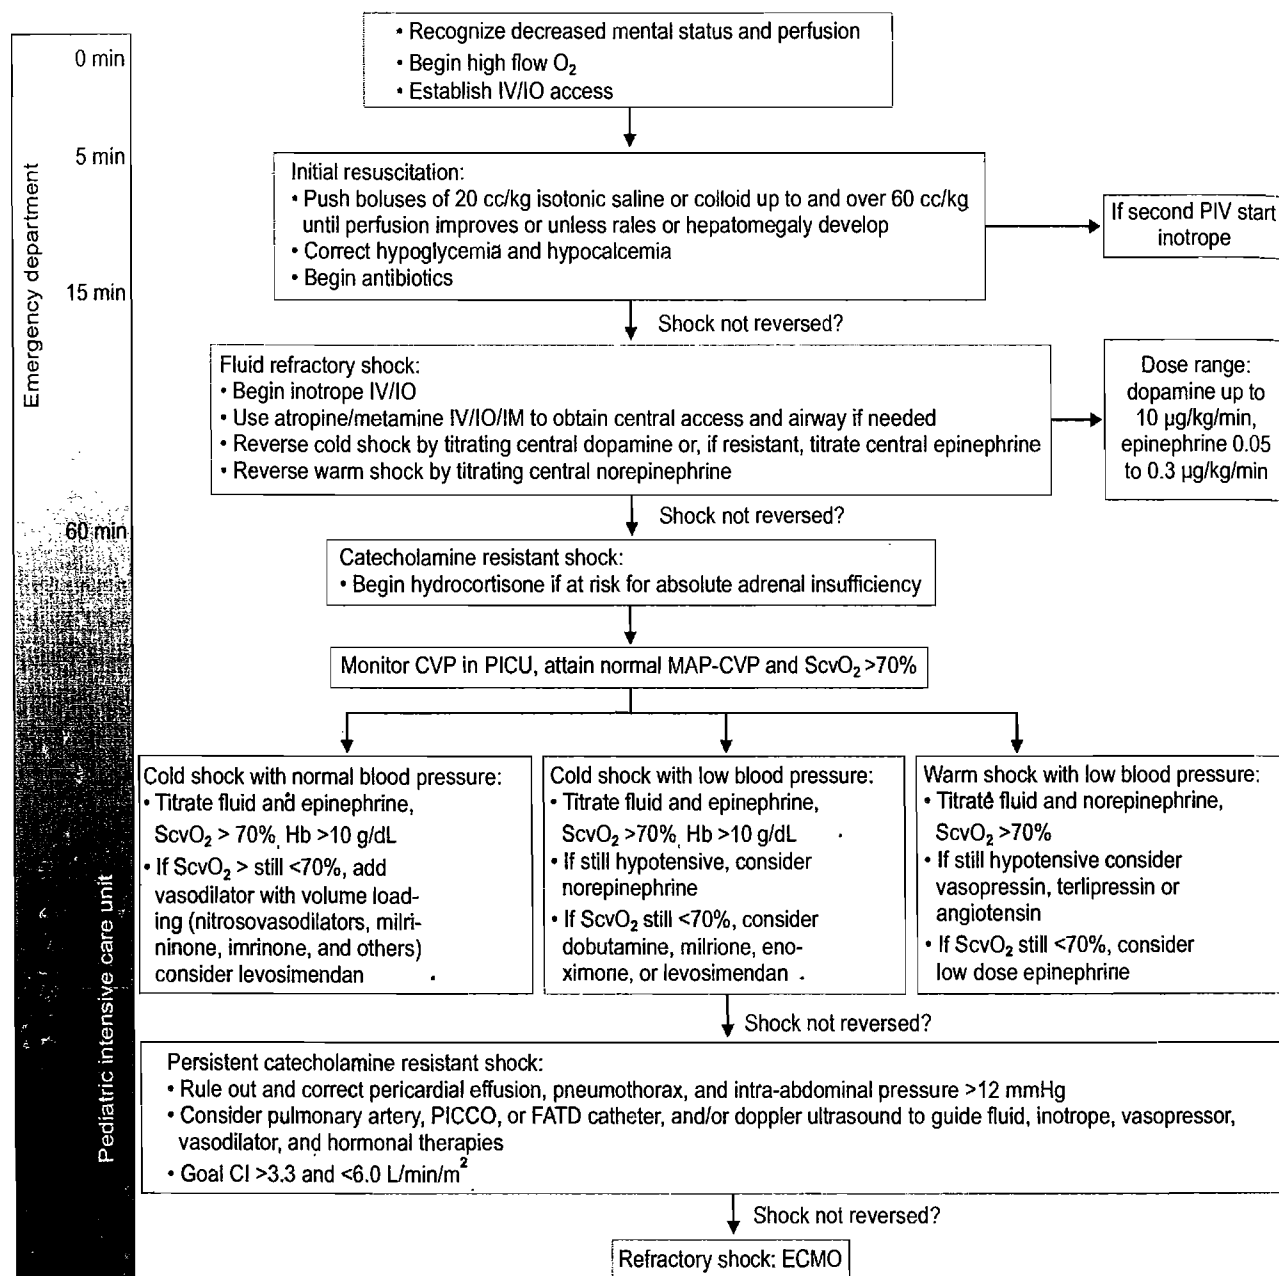 • Recognize decreased mental status and perfusion
• Begin high flow O₂
• Establish IV/IO access
0 min
5 min
15 min
60 min
Emergency department
Pediatric intensive care unit
Initial resuscitation:
• Push boluses of 20 cc/kg isotonic saline or colloid up to and over 60 cc/kg
until perfusion improves or unless rales or hepatomegaly develop
• Correct hypoglycemia and hypocalcemia
• Begin antibiotics
If second PIV start
inotrope
Shock not reversed?
Fluid refractory shock:
• Begin inotrope IV/IO
• Use atropine/metamine IV/IO/IM to obtain central access and airway if needed
• Reverse cold shock by titrating central dopamine or, if resistant, titrate central epinephrine
• Reverse warm shock by titrating central norepinephrine
Dose range:
dopamine up to
10 µg/kg/min,
epinephrine 0.05
to 0.3 µg/kg/min
Shock not reversed?
Catecholamine resistant shock:
• Begin hydrocortisone if at risk for absolute adrenal insufficiency
Monitor CVP in PICU, attain normal MAP-CVP and ScvO₂ >70%
Cold shock with normal blood pressure:
• Titrate fluid and epinephrine,
ScvO₂ > 70%, Hb >10 g/dL
• If ScvO₂ > still <70%, add
vasodilator with volume load-
ing (nitrosovasodilators, milri-
ninone, imrinone, and others)
consider levosimendan
Cold shock with low blood pressure:
• Titrate fluid and epinephrine,
ScvO₂ >70%, Hb >10 g/dL
• If still hypotensive, consider
norepinephrine
• If ScvO₂ still <70%, consider
dobutamine, milrione, eno-
ximone, or levosimendan
Warm shock with low blood pressure:
• Titrate fluid and norepinephrine,
ScvO₂ >70%
• If still hypotensive consider
vasopressin, terlipressin or
angiotensin
• If ScvO₂ still <70%, consider
low dose epinephrine
Shock not reversed?
Persistent catecholamine resistant shock:
• Rule out and correct pericardial effusion, pneumothorax, and intra-abdominal pressure >12 mmHg
• Consider pulmonary artery, PICCO, or FATD catheter, and/or doppler ultrasound to guide fluid, inotrope, vasopressor,
vasodilator, and hormonal therapies
• Goal CI >3.3 and <6.0 L/min/m²
Shock not reversed?
Refractory shock: ECMO